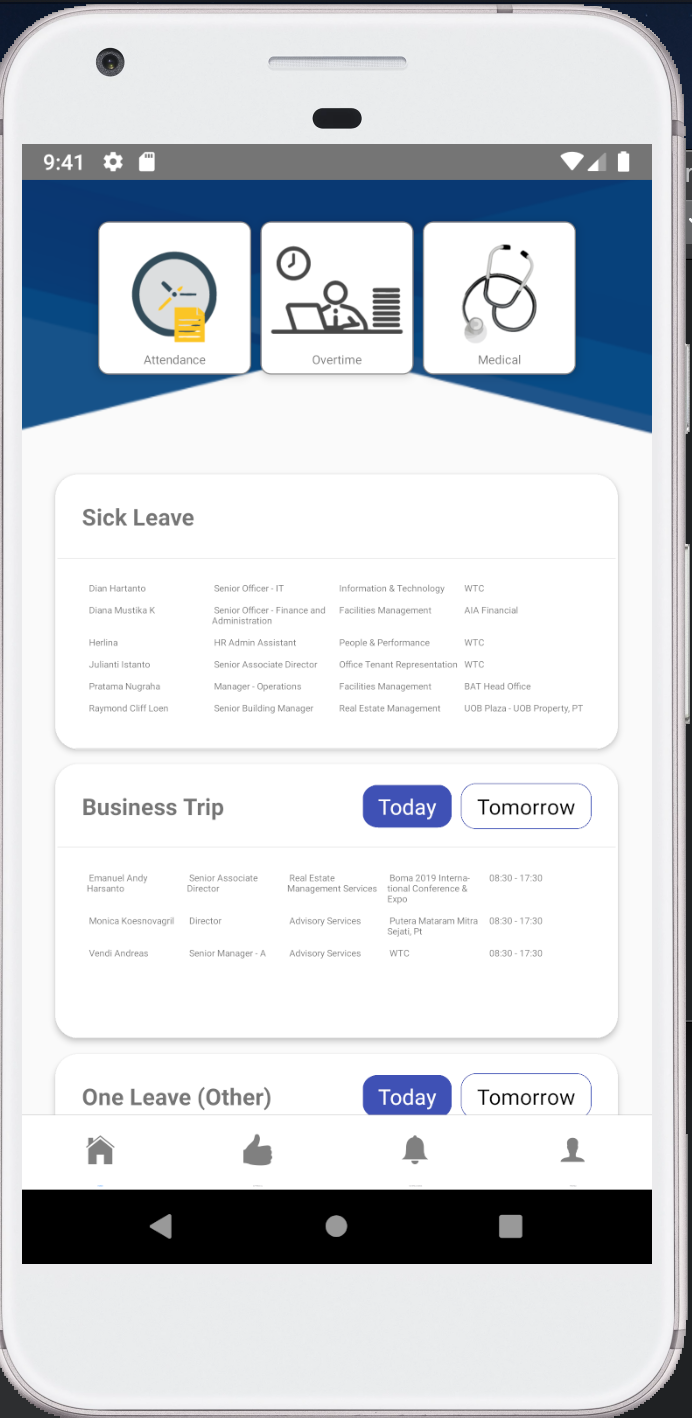 9:41
Attendance
Overtime
Medical
Sick Leave
Dian Hartanto Senior Officer - IT Information & Technology WTC
Diana Mustika K Senior Officer - Finance and Facilities Management AIA Financial
Administration
Herlina HR Admin Assistant People & Performance WTC
Julianti Istanto Senior Associate Director Office Tenant Representation WTC
Pratama Nugraha Manager - Operations Facilities Management BAT Head Office
Raymond Cliff Loen Senior Building Manager Real Estate Management UOB Plaza - UOB Property, PT
Business Trip Today Tomorrow
Emanuel Andy Senior Associate Real Estate Boma 2019 Interna- 08:30 - 17:30
Harsanto Director Management Services tional Conference &
Expo
Monica Koesnovagril Director Advisory Services Putera Mataram Mitra 08:30 - 17:30
Sejati, Pt
Vendi Andreas Senior Manager - A Advisory Services WTC 08:30 - 17:30
One Leave (Other) Today Tomorrow